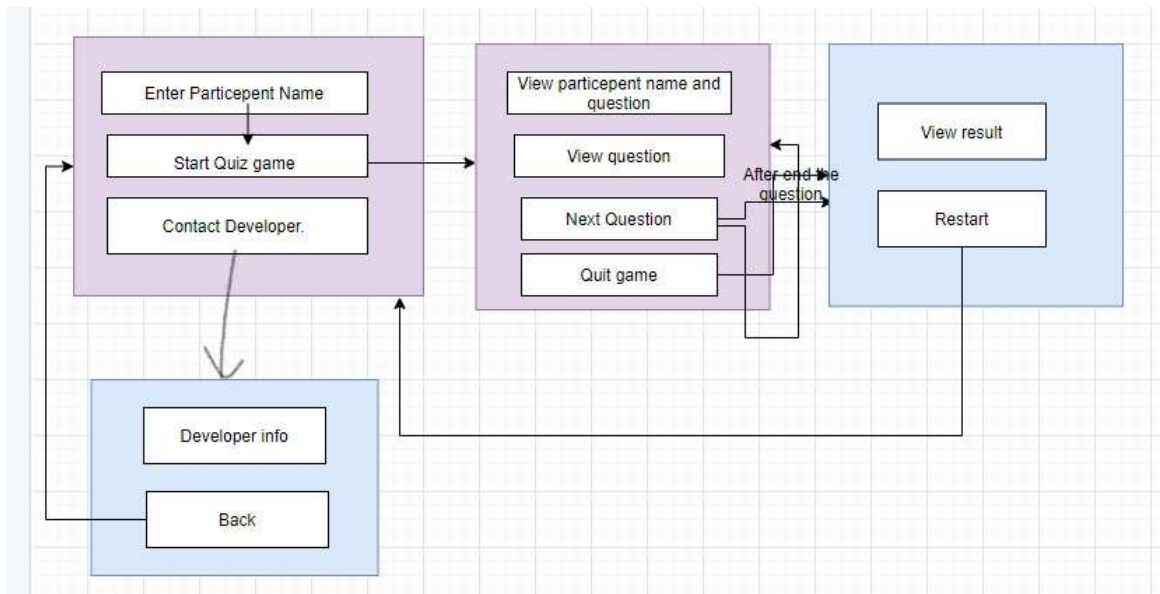 Enter Particepent Name
Start Quiz game
Contact Developer.
View particepent name and
question
View question
Next Question
Quit game
After end the
question
View result
Restart
Developer info
Back